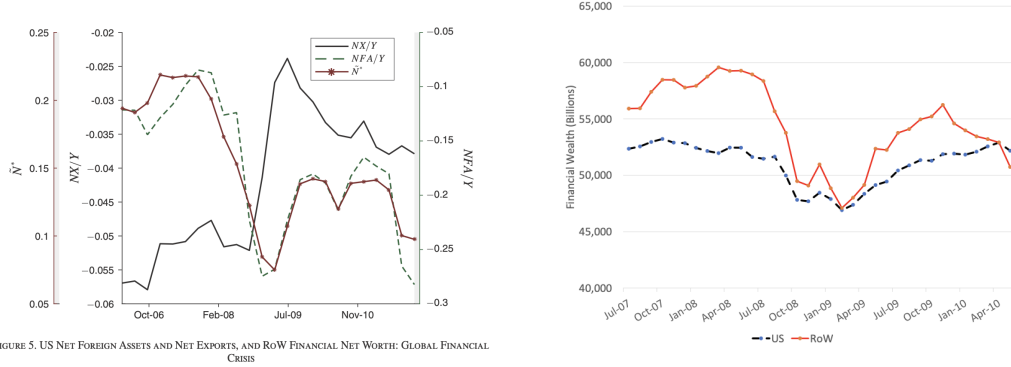 0.25
0.2
0.15
0.1
0.05
Ñ*
-0.02
-0.025
-0.03
-0.035
-0.04
-0.045
-0.05
-0.055
-0.06
NX/Y
NX/Y
NFA/Y
Ñ*
-0.05
-0.1
-0.15
-0.2
-0.25
-0.3
NFA/Y
Oct-06 Feb-08 Jul-09 Nov-10
IGURE 5. US NET FOREIGN ASSETS AND NET EXPORTS, AND ROW FINANCIAL NET WORTH: GLOBAL FINANCIAL
CRISIS
65,000
60,000
55,000
50,000
45,000
40,000
Financial Wealth (Billions)
Jul-07 Oct-07 Jan-08 Apr-08 Jul-08 Oct-08 Jan-09 Apr-09 Jul-09 Oct-09 Jan-10 Apr-10
US RoW